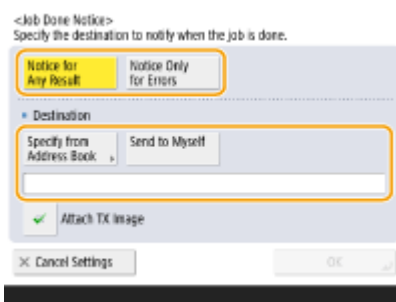 <Job Done Notice>
Specify the destination to notify when the job is done.
Notice for
Any Result
Notice Only
for Errors
Destination
Specify from
Address Book
Send to Myself
Attach TX Image
Cancel Settings
OK